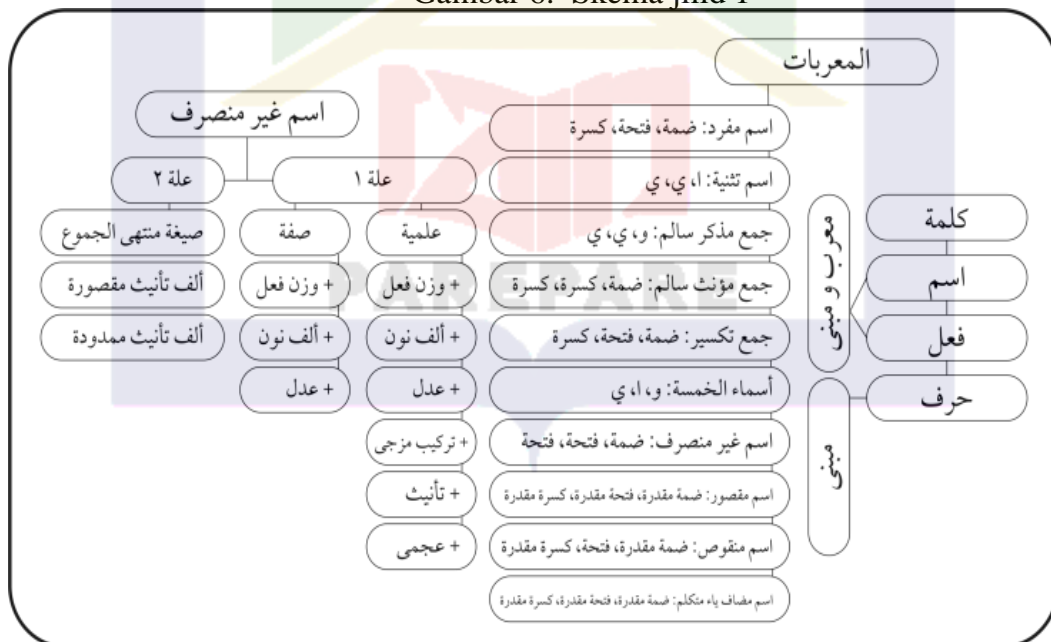 Gambar 6. Skema jilid 1
المعربات
اسم مفرد: ضمة، فتحة، كسرة
اسم تثنية: ا، ي، ي
جمع مذكر سالم: و، ي، ي
جمع مؤنث سالم: ضمة، كسرة، كسرة
جمع تكسير: ضمة، فتحة، كسرة
أسماء الخمسة: و، ا، ي
اسم غير منصرف: ضمة، فتحة، فتحة
اسم مقصور: ضمة مقدرة، فتحة مقدرة، كسرة مقدرة
اسم منقوص: ضمة مقدرة، فتحة، كسرة مقدرة
اسم مضاف ياء متكلم: ضمة مقدرة، فتحة مقدرة، كسرة مقدرة
كلمة
اسم
فعل
حرف
معرب و مبنى
مبنى
اسم غير منصرف
علة ١
علة ٢
علمية
+ وزن فعل
+ ألف نون
+ عدل
+ تركيب مزجى
+ تأنيث
+ عجمى
صفة
+ وزن فعل
+ ألف نون
+ عدل
صيغة منتهى الجموع
ألف تأنيث مقصورة
ألف تأنيث ممدودة
PAREPARE